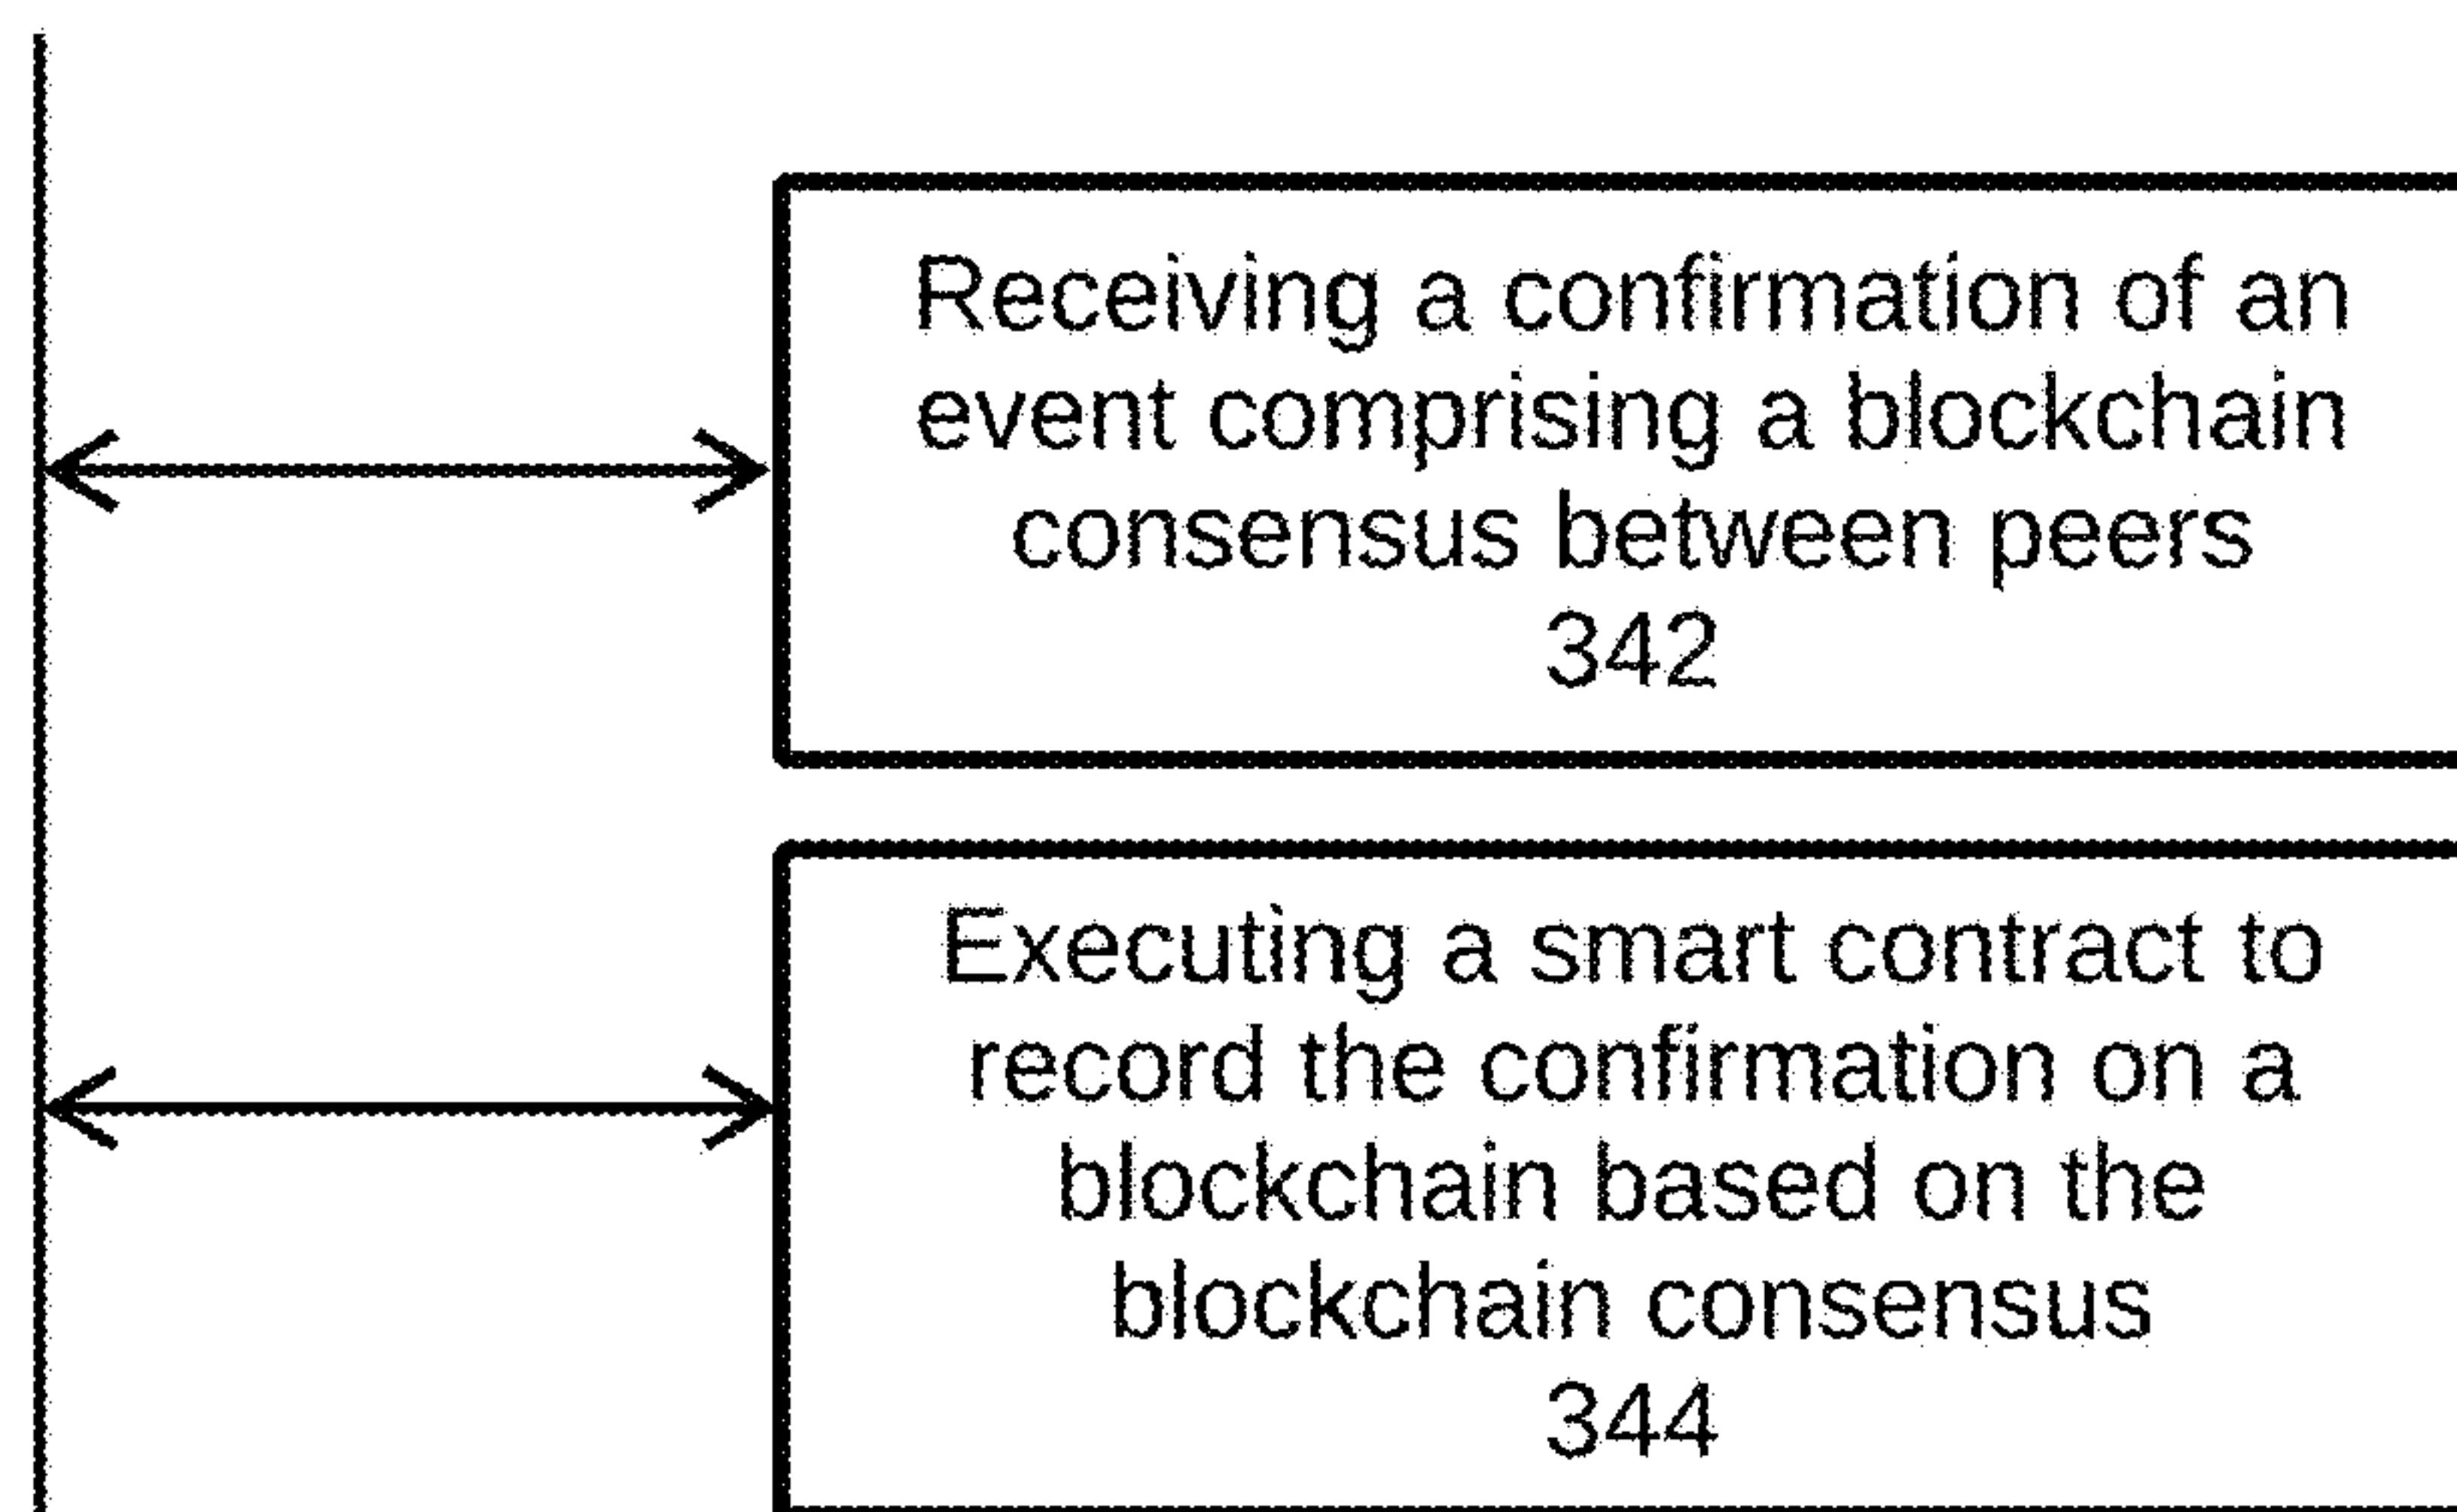 Receiving a confirmation of an
event comprising a blockchain
consensus between peers
342
Executing a smart contract to
record the confirmation on a
blockchain based on the
blockchain consensus
344